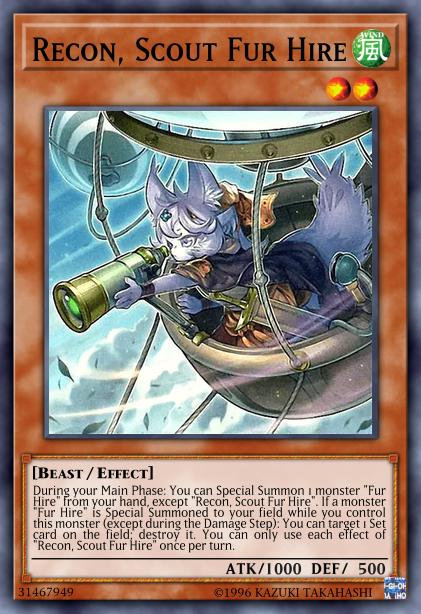 Recon, Scout Fur Hire
WIND
風
[Beast / Effect]
During your Main Phase: You can Special Summon 1 monster "Fur
Hire" from your hand, except "Recon, Scout Fur Hire". If a monster
"Fur Hire" is Special Summoned to your field while you control
this monster (except during the Damage Step): You can target 1 Set
card on the field; destroy it. You can only use each effect of
"Recon, Scout Fur Hire" once per turn.
ATK/1000 DEF/ 500
31467949
©1996 KAZUKI TAKAHASHI